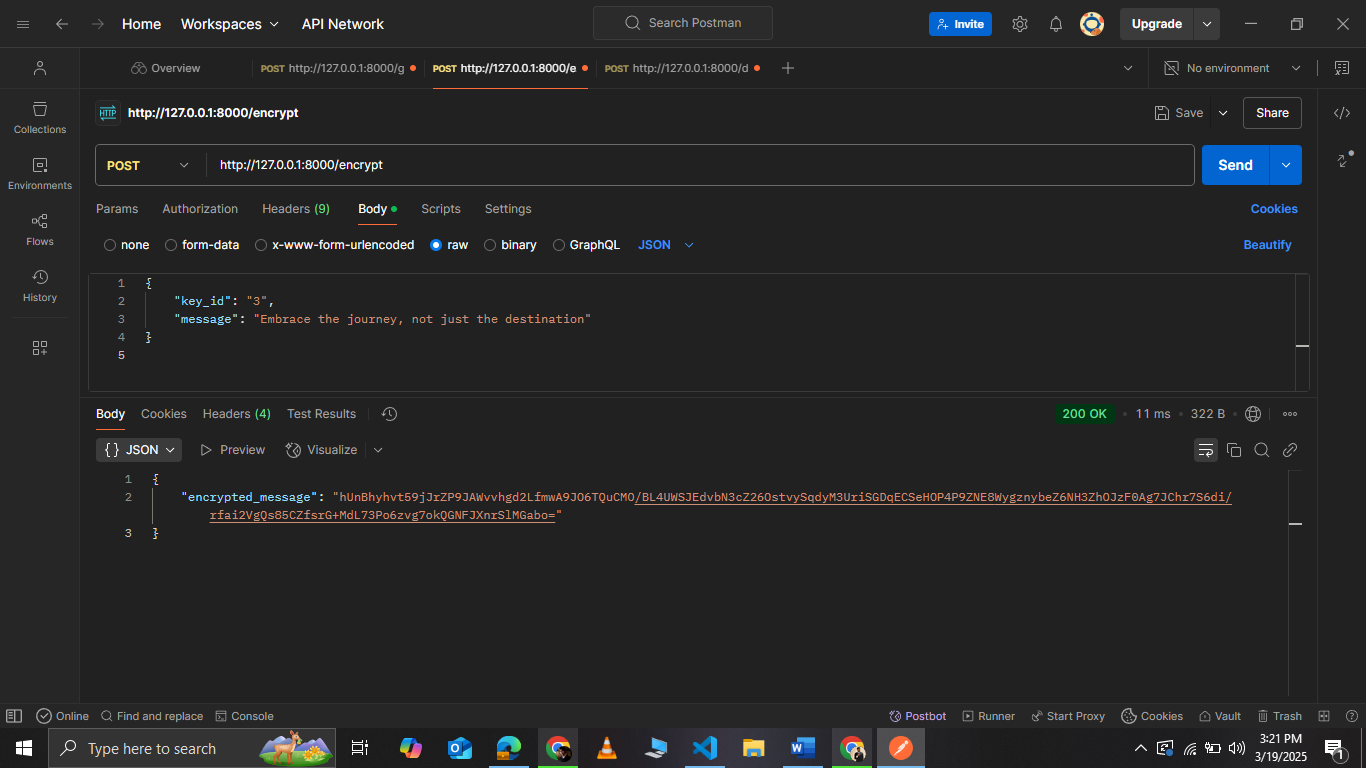 Home Workspaces API Network Search Postman Invite Upgrade
Overview POST http://127.0.0.1:8000/g POST http://127.0.0.1:8000/e POST http://127.0.0.1:8000/d No environment
HTTP http://127.0.0.1:8000/encrypt Save Share
Collections
Environments
Flows
History
POST http://127.0.0.1:8000/encrypt Send
Params Authorization Headers (9) Body Scripts Settings Cookies
none form-data x-www-form-urlencoded raw binary GraphQL JSON Beautify
1 {
2 "key_id": "3",
3 "message": "Embrace the journey, not just the destination"
4 }
5
Body Cookies Headers (4) Test Results 200 OK • 11 ms • 322 B
{} JSON Preview Visualize
1 {
2 "encrypted_message": "hUnBhyhvt59jJrZP9JAWvvhgd2LfmwA9JO6TQuCMO/BL4UWSJEdvbN3cZ26OstvySqdyM3UriSGDqECSeHOP4P9ZNE8WygznybeZ6NH3ZhOJzF0Ag7JChr7S6di/
rfai2VgQs85CZfsrG+MdL73Po6zvg7okQGNFJXnrSlMGabo="
3 }
Online Find and replace Console Postbot Runner Start Proxy Cookies Vault Trash
Type here to search
3:21 PM
3/19/2025
1